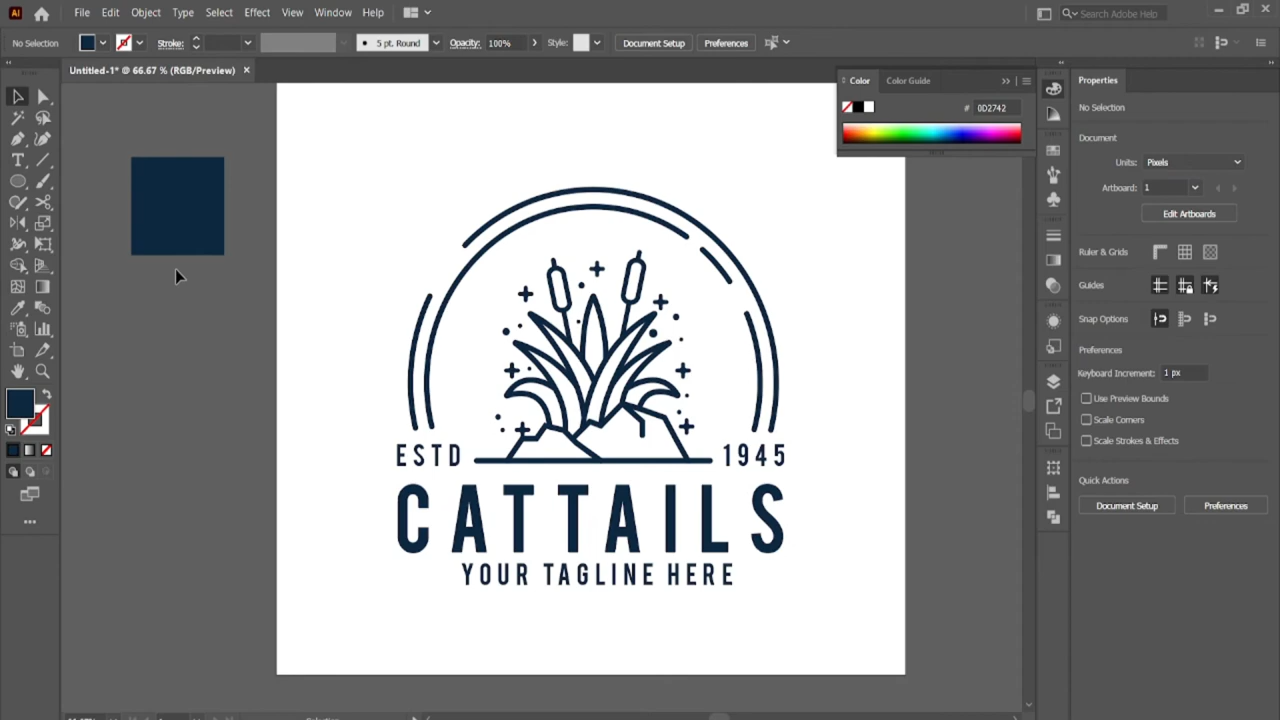 Ai File Edit Object Type Select Effect View Window Help Search Adobe Help
No Selection Stroke: 5 pt. Round Opacity: 100% Style: Document Setup Preferences
Untitled-1* @ 66.67 % (RGB/Preview) ×
Color Color Guide
# 0D2742
Properties
No Selection
Document
Units: Pixels
Artboard: 1
Edit Artboards
Ruler & Grids
Guides
Snap Options
Preferences
Keyboard Increment: 1 px
Use Preview Bounds
Scale Corners
Scale Strokes & Effects
Quick Actions
Document Setup Preferences
ESTD 1945
CATTAILS
YOUR TAGLINE HERE